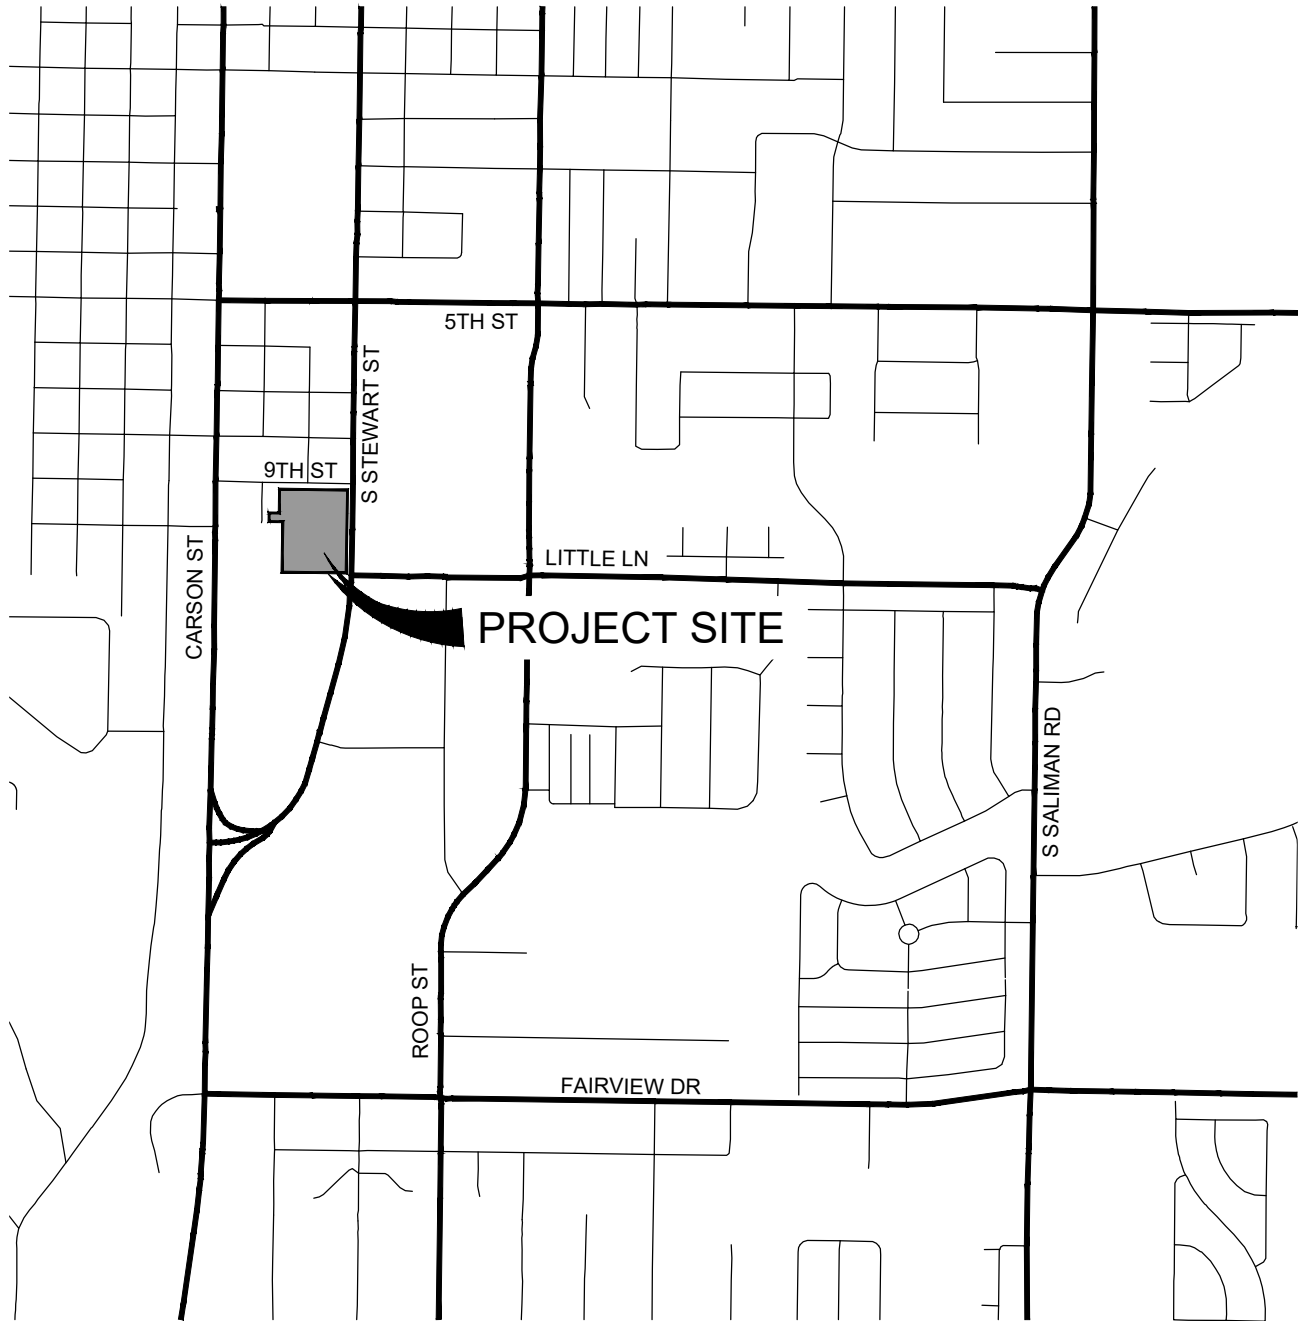 5TH ST
S STEWART ST
9TH ST
CARSON ST
LITTLE LN
PROJECT SITE
S SALIMAN RD
ROOP ST
FAIRVIEW DR